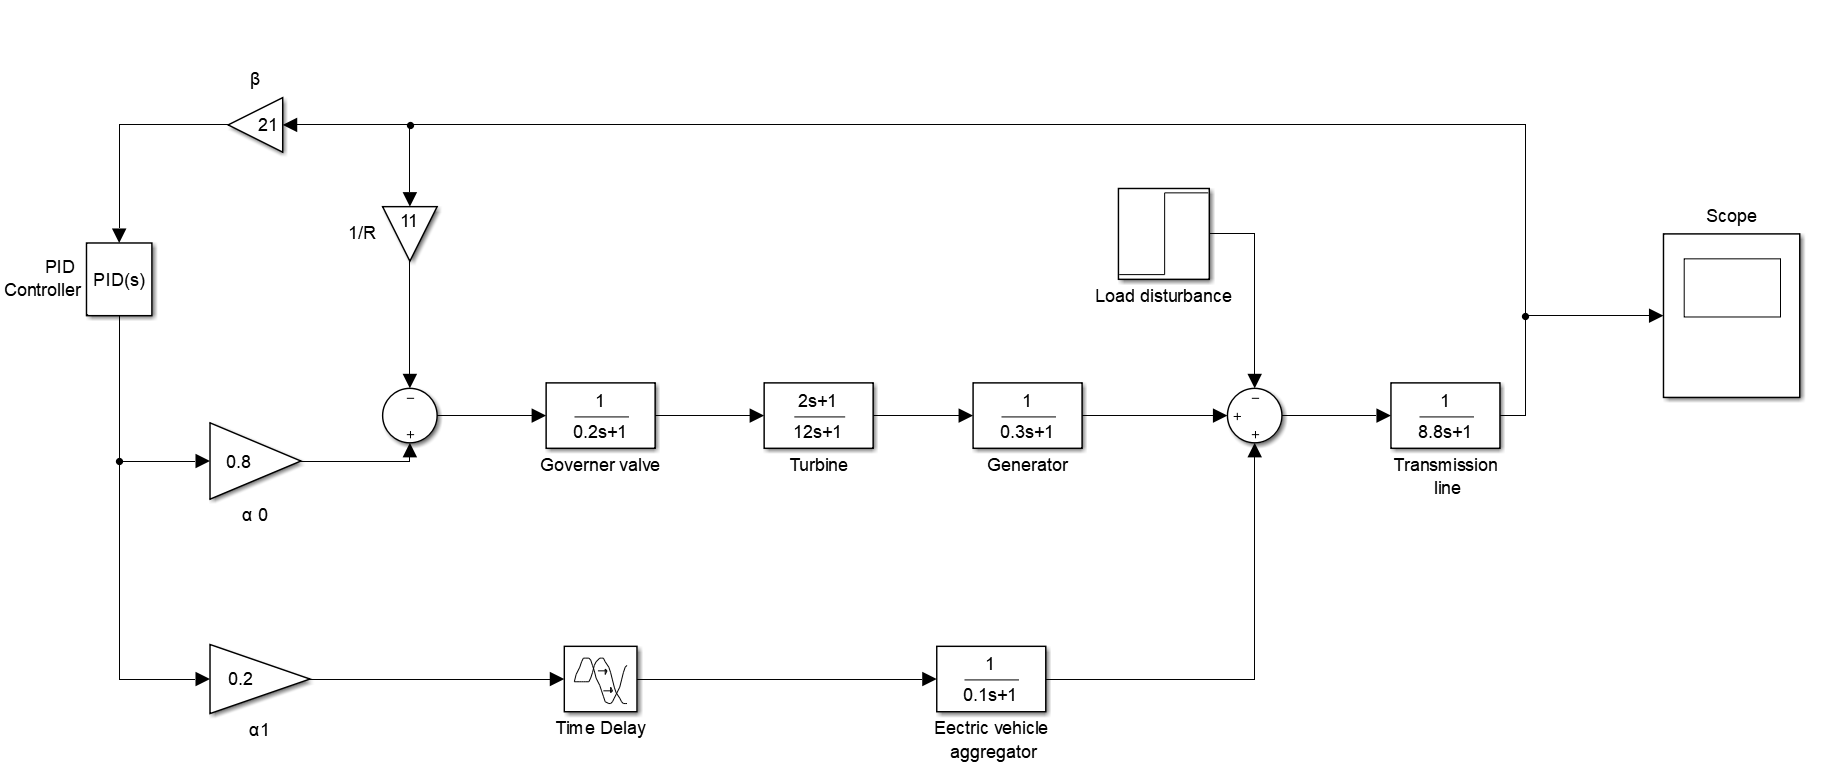 β
21
11
1/R
Scope
PID
Controller
PID(s)
Load disturbance
−
+
1
0.2s+1
Governer valve
2s+1
12s+1
Turbine
1
0.3s+1
Generator
−
+
+
1
8.8s+1
Transmission
line
0.8
α 0
0.2
α1
Time Delay
1
0.1s+1
Eectric vehicle
aggregator